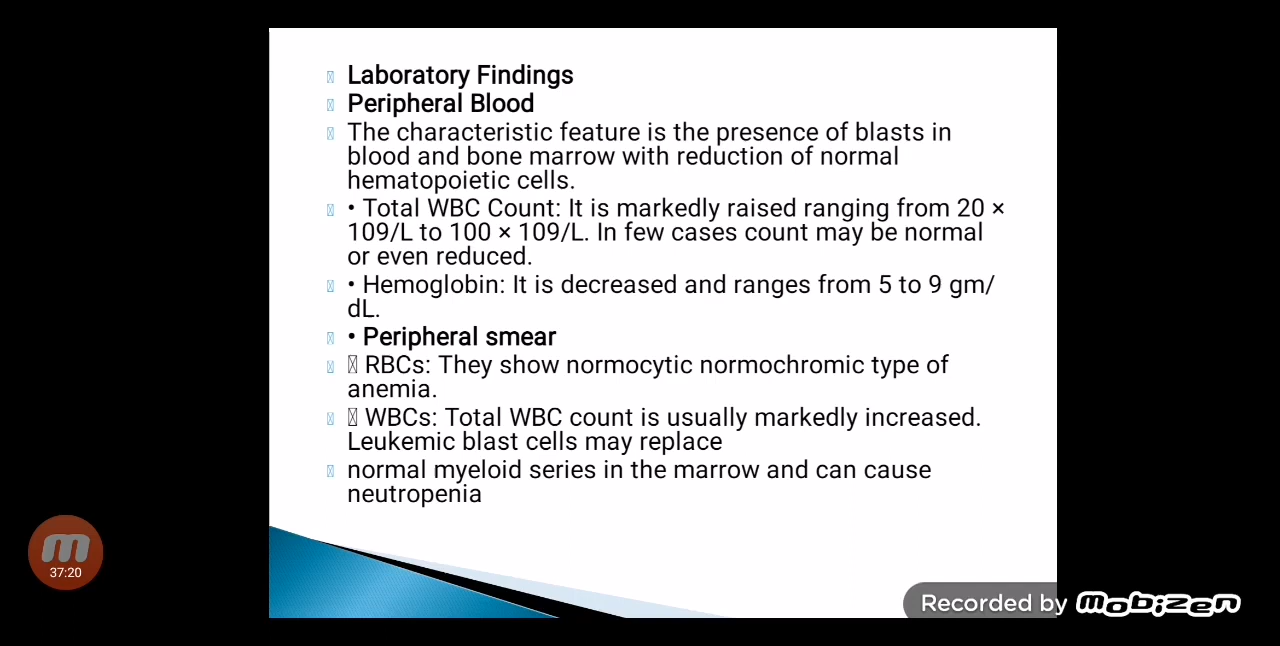 Laboratory Findings
Peripheral Blood
The characteristic feature is the presence of blasts in
blood and bone marrow with reduction of normal
hematopoietic cells.
• Total WBC Count: It is markedly raised ranging from 20 ×
109/L to 100 × 109/L. In few cases count may be normal
or even reduced.
• Hemoglobin: It is decreased and ranges from 5 to 9 gm/
dL.
• Peripheral smear
RBCs: They show normocytic normochromic type of
anemia.
WBCs: Total WBC count is usually markedly increased.
Leukemic blast cells may replace
normal myeloid series in the marrow and can cause
neutropenia
37:20
Recorded by mobizen